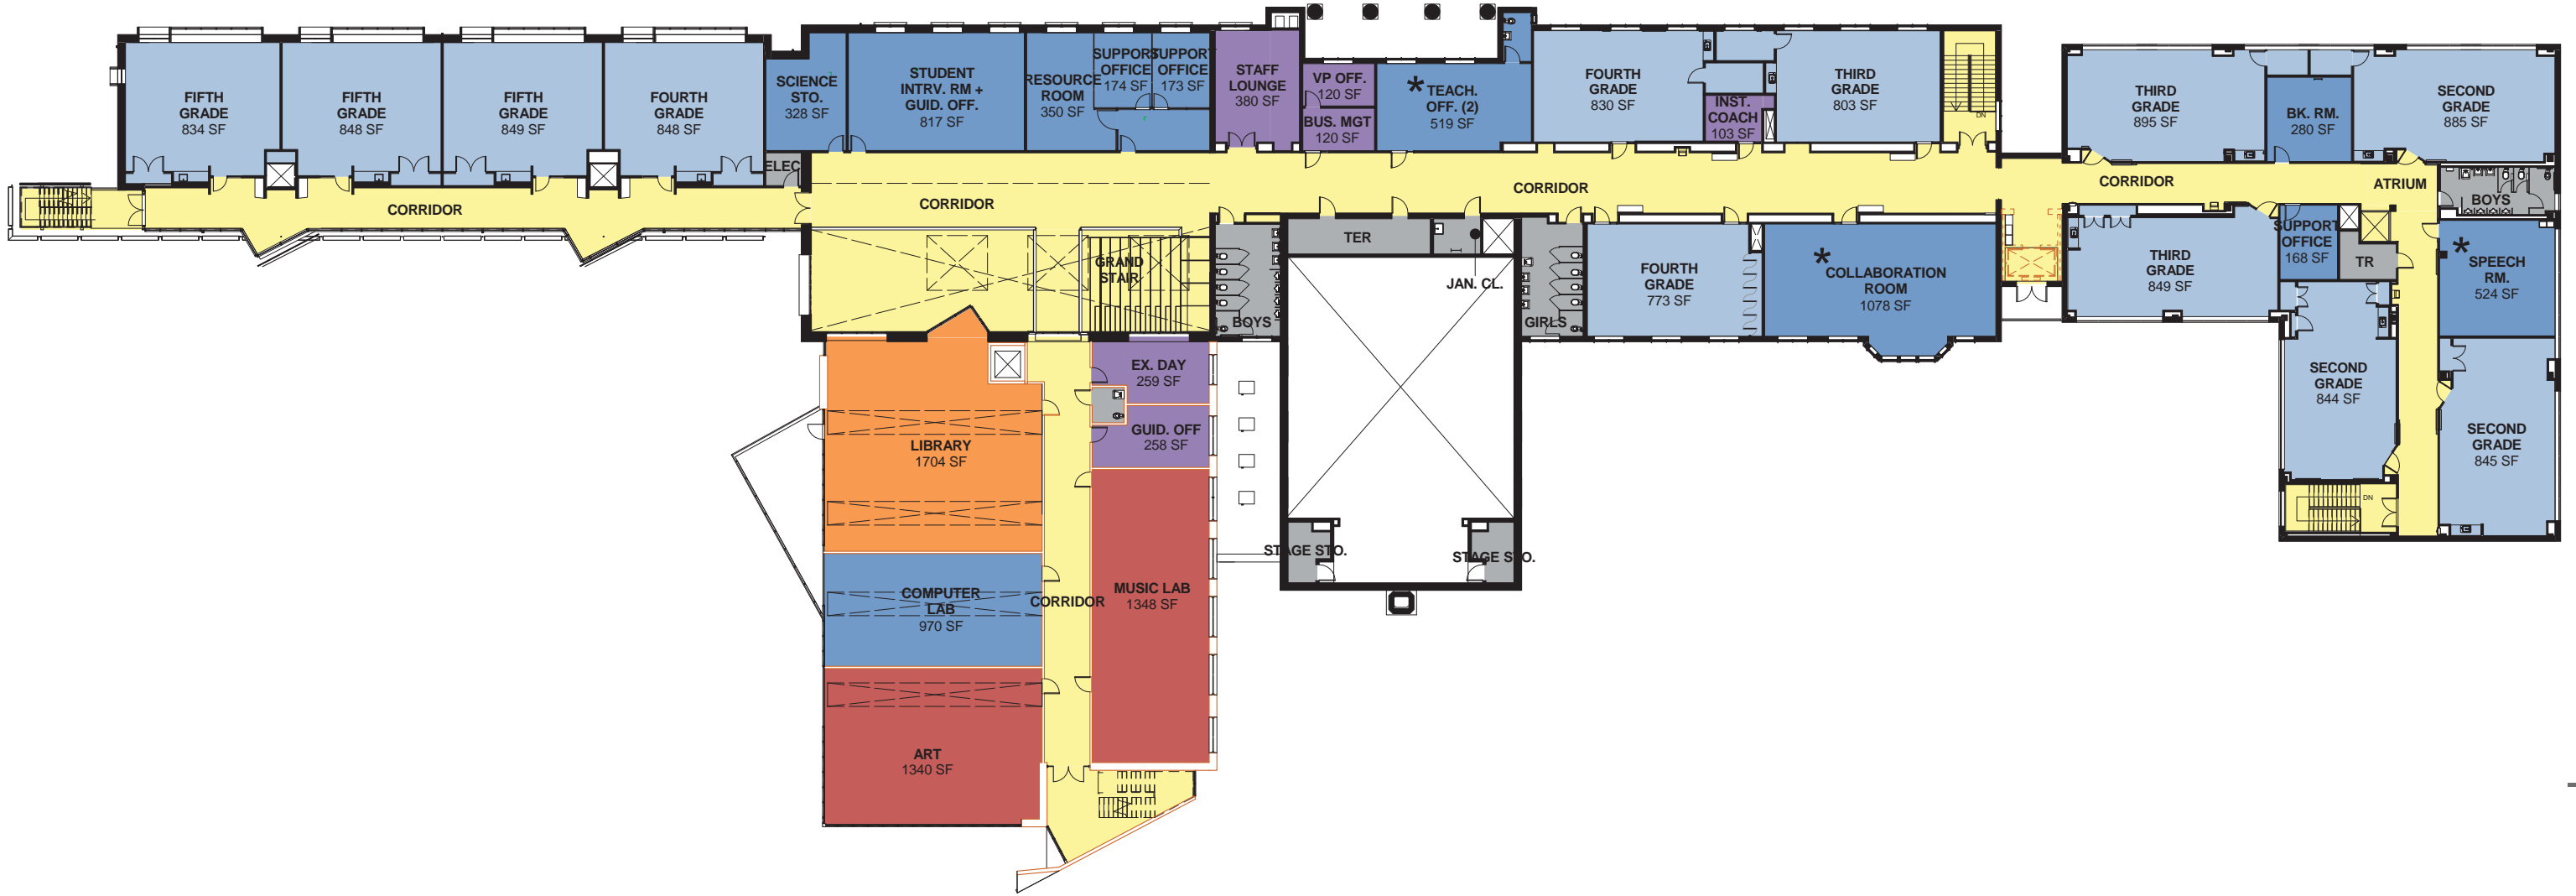 FIFTH
GRADE
834 SF
FIFTH
GRADE
848 SF
FIFTH
GRADE
849 SF
FOURTH
GRADE
848 SF
SCIENCE
STO.
328 SF
ELEC
STUDENT
INTRV. RM +
GUID. OFF.
817 SF
RESOURCE
ROOM
350 SF
SUPPORT
OFFICE
174 SF
SUPPORT
OFFICE
173 SF
STAFF
LOUNGE
380 SF
VP OFF.
120 SF
BUS. MGT
120 SF
* TEACH.
OFF. (2)
519 SF
FOURTH
GRADE
830 SF
INST.
COACH
103 SF
THIRD
GRADE
803 SF
DN
THIRD
GRADE
895 SF
BK. RM.
280 SF
SECOND
GRADE
885 SF
CORRIDOR
CORRIDOR
CORRIDOR
CORRIDOR
ATRIUM
BOYS
GRAND
STAIR
BOYS
TER
JAN. CL.
GIRLS
FOURTH
GRADE
773 SF
* COLLABORATION
ROOM
1078 SF
THIRD
GRADE
849 SF
SUPPORT
OFFICE
168 SF
TR
* SPEECH
RM.
524 SF
SECOND
GRADE
844 SF
SECOND
GRADE
845 SF
DN
EX. DAY
259 SF
GUID. OFF
258 SF
LIBRARY
1704 SF
STAGE STO.
STAGE STO.
COMPUTER
LAB
970 SF
CORRIDOR
MUSIC LAB
1348 SF
ART
1340 SF